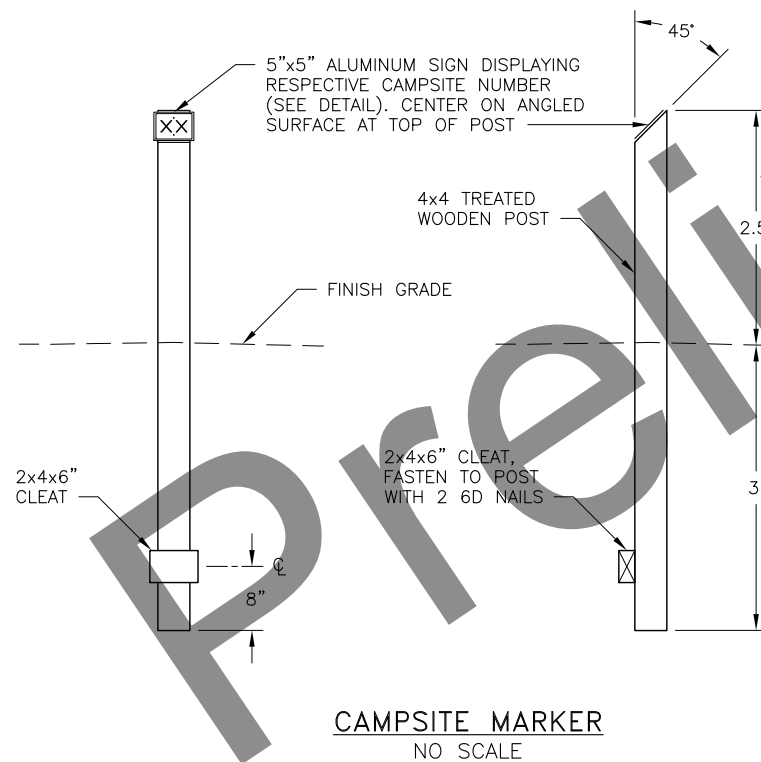 45°
5”x5” ALUMINUM SIGN DISPLAYING
RESPECTIVE CAMPSITE NUMBER
(SEE DETAIL). CENTER ON ANGLED
SURFACE AT TOP OF POST
XX
4x4 TREATED
WOODEN POST
2.5
FINISH GRADE
2x4x6”
CLEAT
2x4x6” CLEAT,
FASTEN TO POST
WITH 2 6D NAILS
3
℄
8”
Preli
CAMPSITE MARKER
NO SCALE